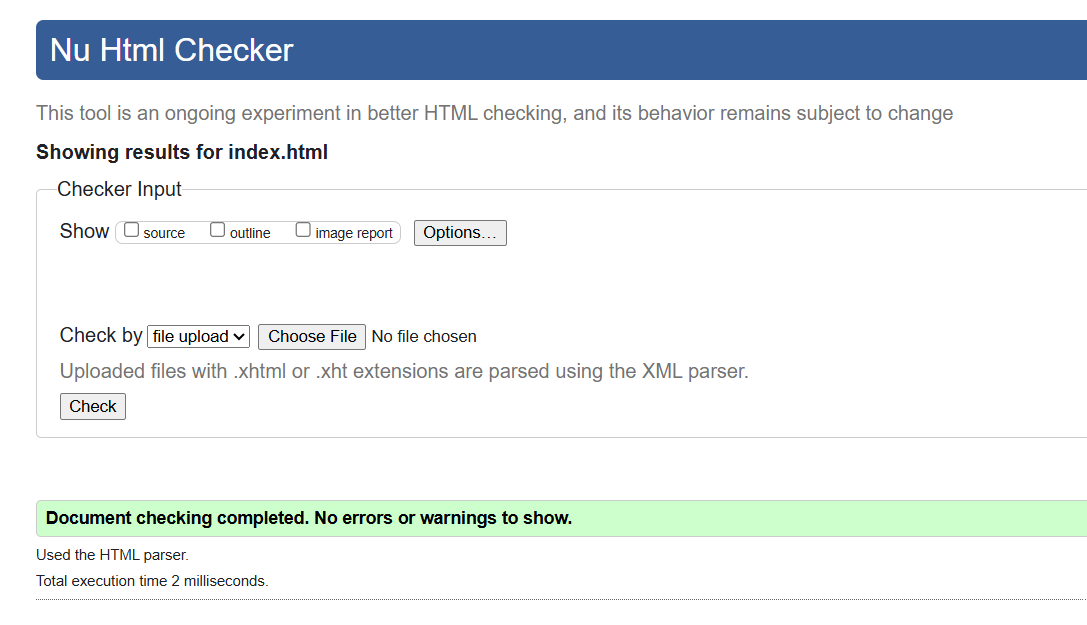 Nu Html Checker
This tool is an ongoing experiment in better HTML checking, and its behavior remains subject to change
Showing results for index.html
Checker Input
Show source outline image report Options...
Check by file upload Choose File No file chosen
Uploaded files with .xhtml or .xht extensions are parsed using the XML parser.
Check
Document checking completed. No errors or warnings to show.
Used the HTML parser.
Total execution time 2 milliseconds.